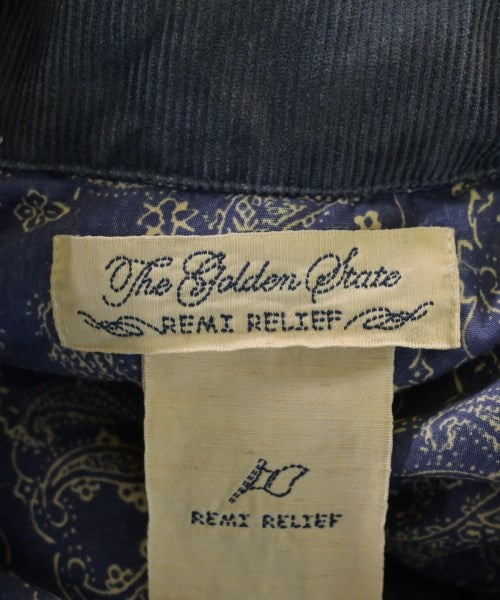 The Golden State
REMI RELIEF
REMI RELIEF